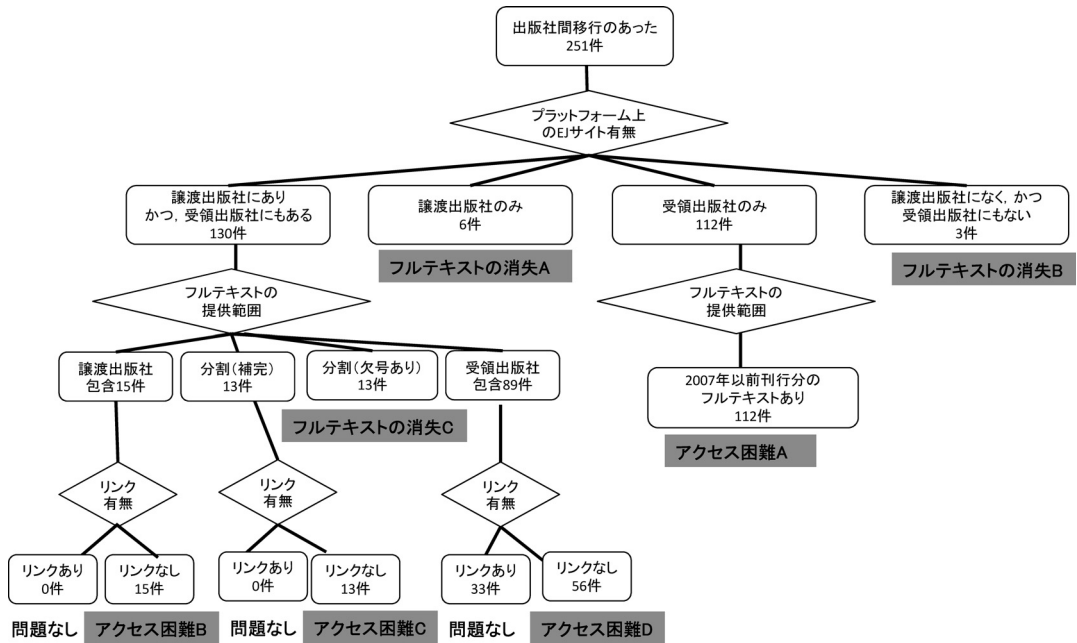 出版社間移行のあった
251件
プラットフォーム上
のEJサイト有無
譲渡出版社にあり
かつ，受領出版社にもある
130件
譲渡出版社のみ
6件
受領出版社のみ
112件
譲渡出版社になく，かつ
受領出版社にもない
3件
フルテキストの消失A
フルテキストの消失B
フルテキストの
提供範囲
フルテキストの
提供範囲
譲渡出版社
包含15件
分割（補完）
13件
分割（欠号あり）
13件
受領出版社
包含89件
2007年以前刊行分の
フルテキストあり
112件
フルテキストの消失C
アクセス困難A
リンク
有無
リンク
有無
リンク
有無
リンクあり
0件
リンクなし
15件
リンクあり
0件
リンクなし
13件
リンクあり
33件
リンクなし
56件
問題なし
アクセス困難B
問題なし
アクセス困難C
問題なし
アクセス困難D